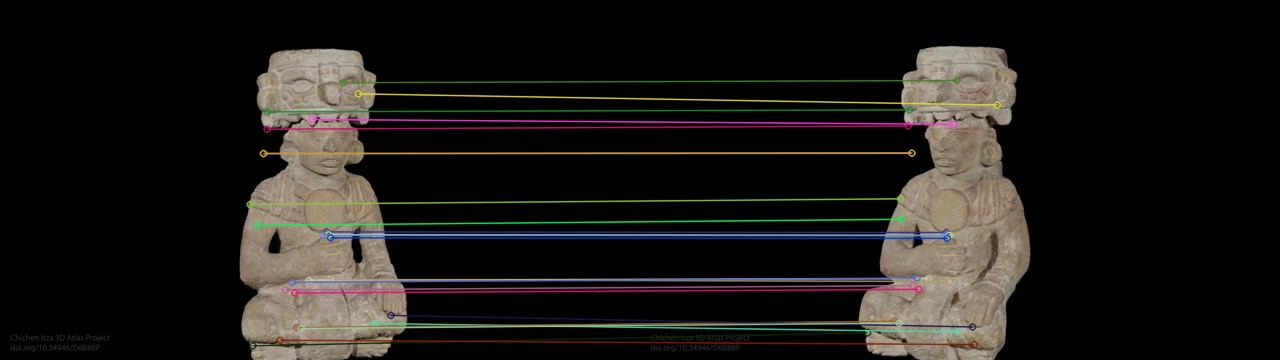 Chichen Itza 3D Atlas Project
doi.org/10.34946/D6B88P
Chichen Itza 3D Atlas Project
doi.org/10.34946/D6B88P